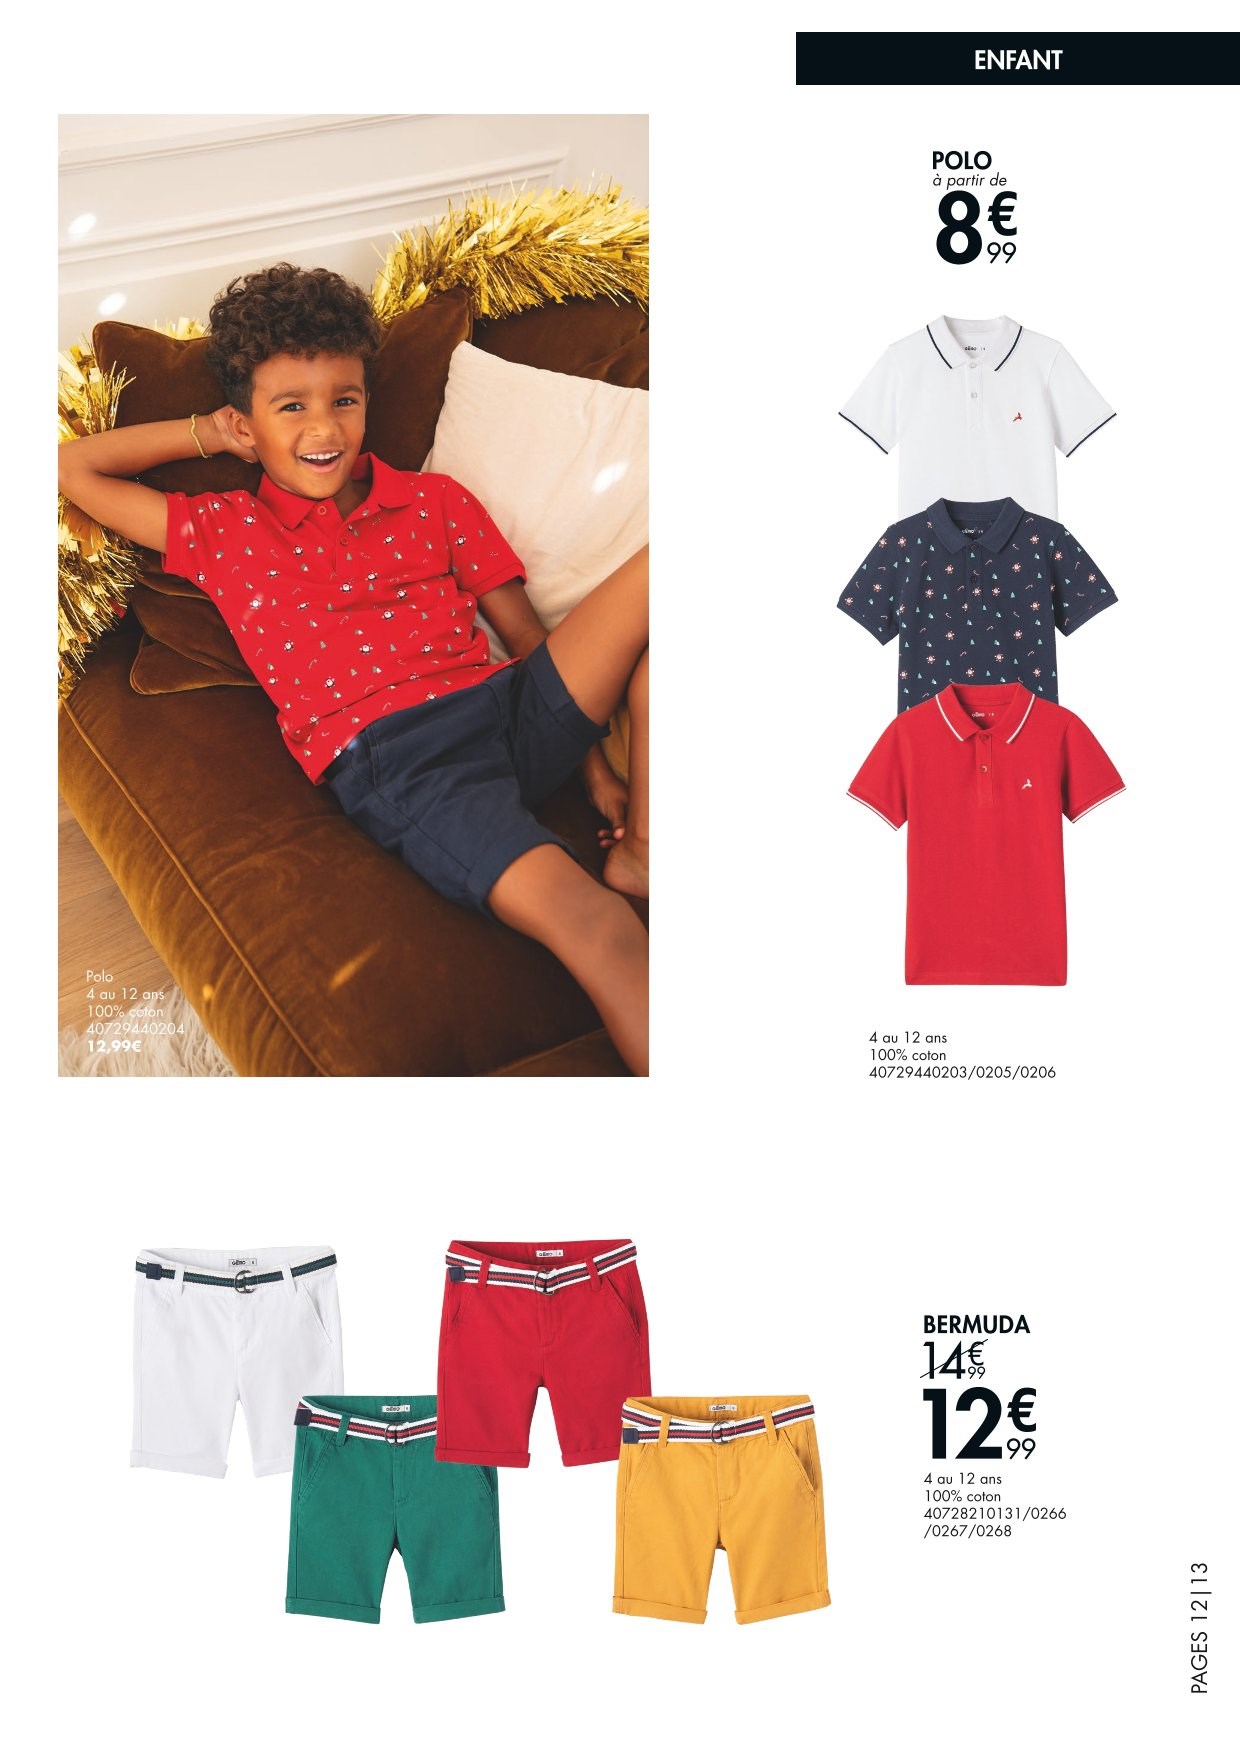 ENFANT
POLO
à partir de
8€99
Polo
4 au 12 ans
100% coton
40729440204
12,99€
4 au 12 ans
100% coton
40729440203/0205/0206
BERMUDA
14€99
12€99
4 au 12 ans
100% coton
40728210131/0266
/0267/0268
PAGES 12|13